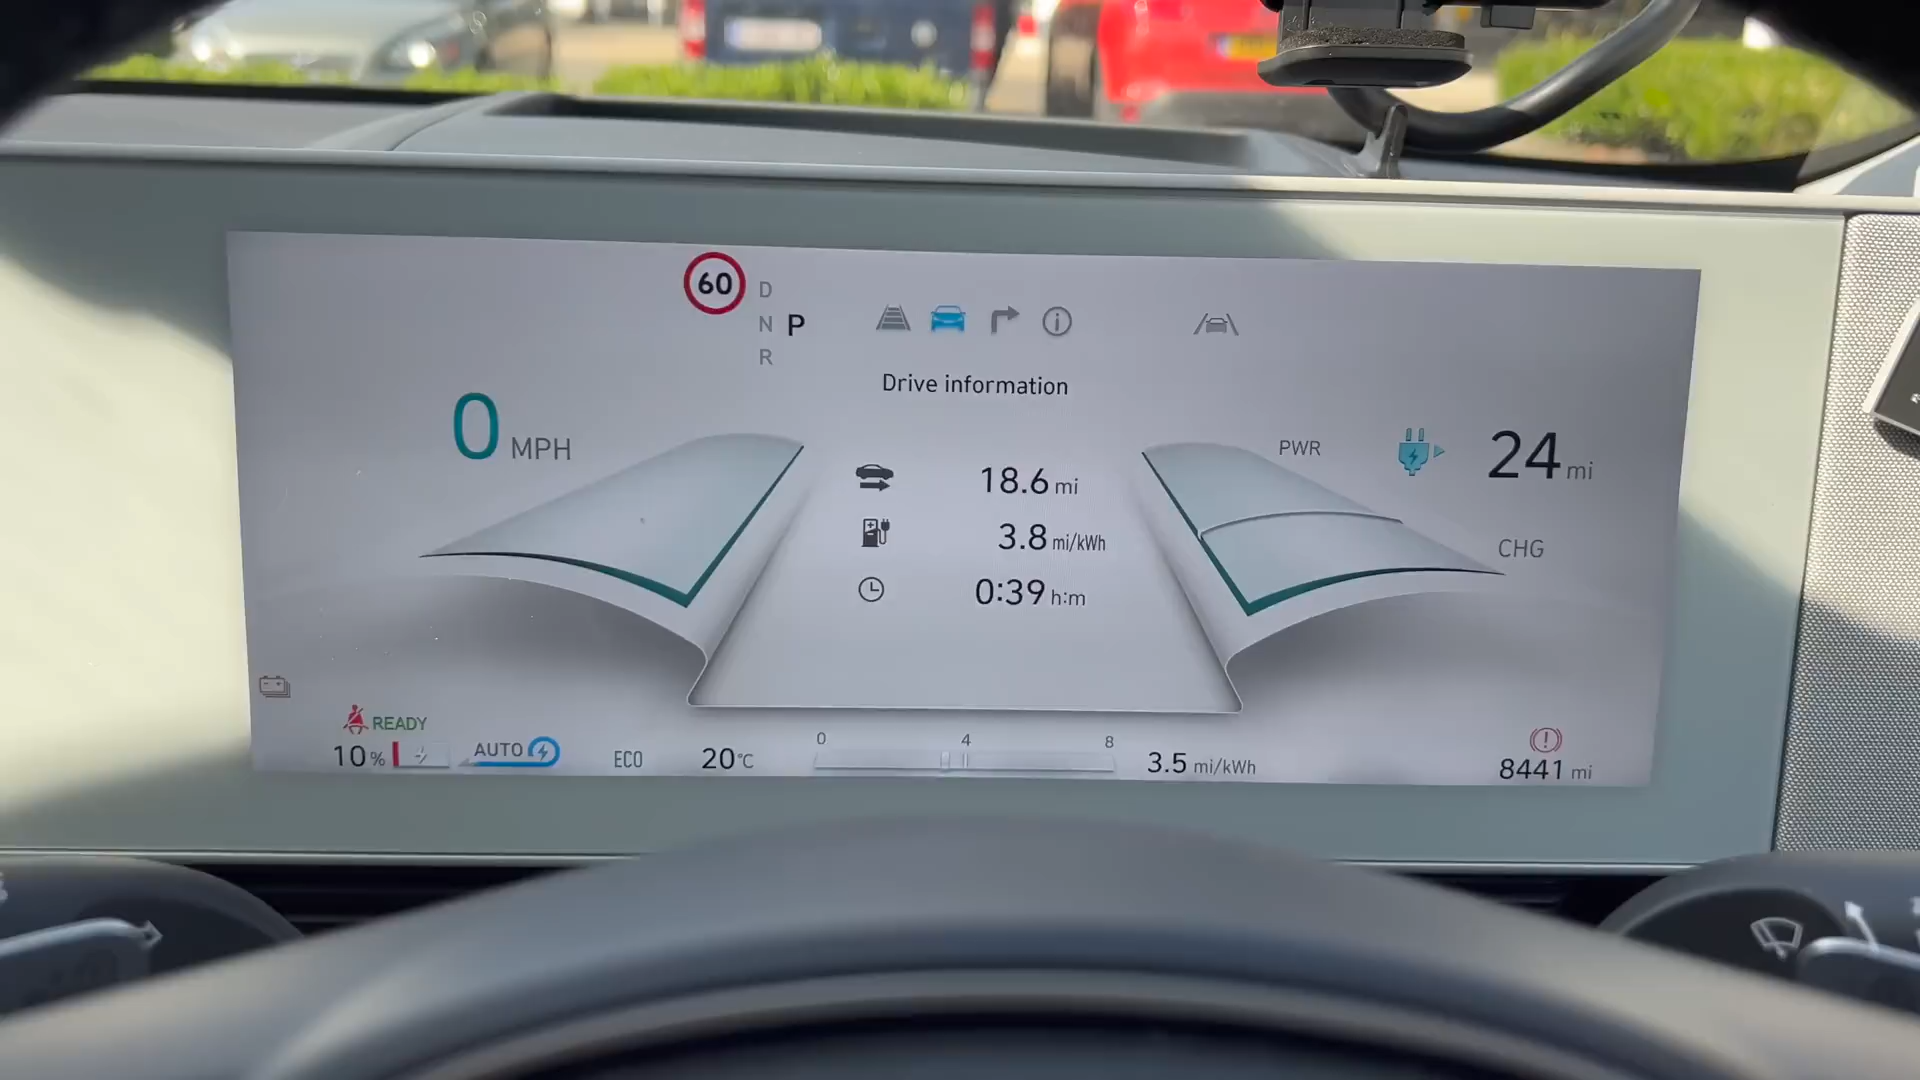 60
D
N P
R
Drive information
0 MPH
18.6 mi
3.8 mi/kWh
0:39 h:m
PWR
24 mi
CHG
READY
10%
AUTO
ECO
20°C
0 4 8
3.5 mi/kWh
8441 mi